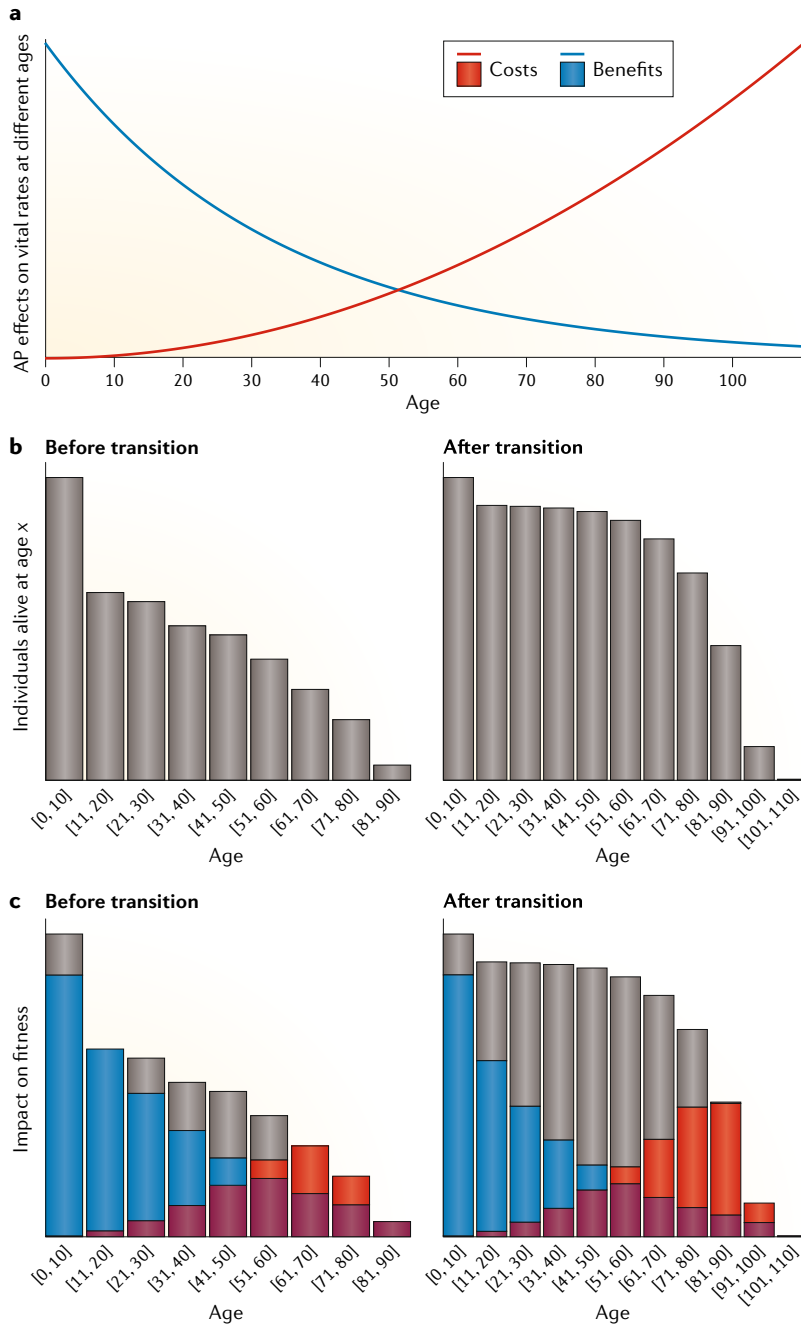 a
AP effects on vital rates at different ages
Costs
Benefits
0 10 20 30 40 50 60 70 80 90 100
Age
b
Before transition
After transition
Individuals alive at age x
[0, 10] [11, 20] [21, 30] [31, 40] [41, 50] [51, 60] [61, 70] [71, 80] [81, 90]
Age
[0, 10] [11, 20] [21, 30] [31, 40] [41, 50] [51, 60] [61, 70] [71, 80] [81, 90] [91, 100] [101, 110]
Age
c
Before transition
After transition
Impact on fitness
[0, 10] [11, 20] [21, 30] [31, 40] [41, 50] [51, 60] [61, 70] [71, 80] [81, 90]
Age
[0, 10] [11, 20] [21, 30] [31, 40] [41, 50] [51, 60] [61, 70] [71, 80] [81, 90] [91, 100] [101, 110]
Age